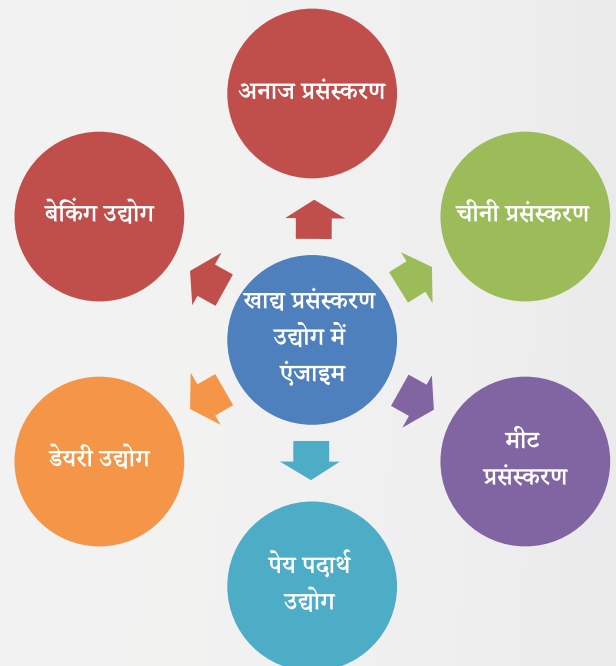 अनाज प्रसंस्करण
बेकिंग उद्योग
चीनी प्रसंस्करण
खाद्य प्रसंस्करण
उद्योग में
एंजाइम
डेयरी उद्योग
मीट
प्रसंस्करण
पेय पदार्थ
उद्योग